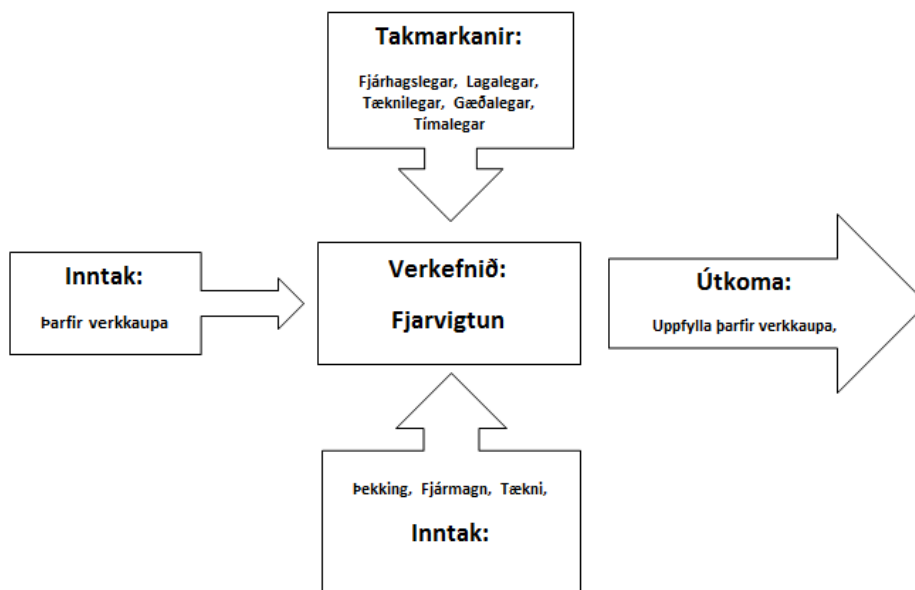 Takmarkanir:
Fjárhagslegar, Lagalegar,
Tæknilegar, Gæðalegar,
Tímalegar
Inntak:
Þarfir verkkaupa
Verkefnið:
Fjarvigtun
Útkoma:
Uppfylla þarfir verkkaupa,
Þekking, Fjármagn, Tækni,
Inntak: